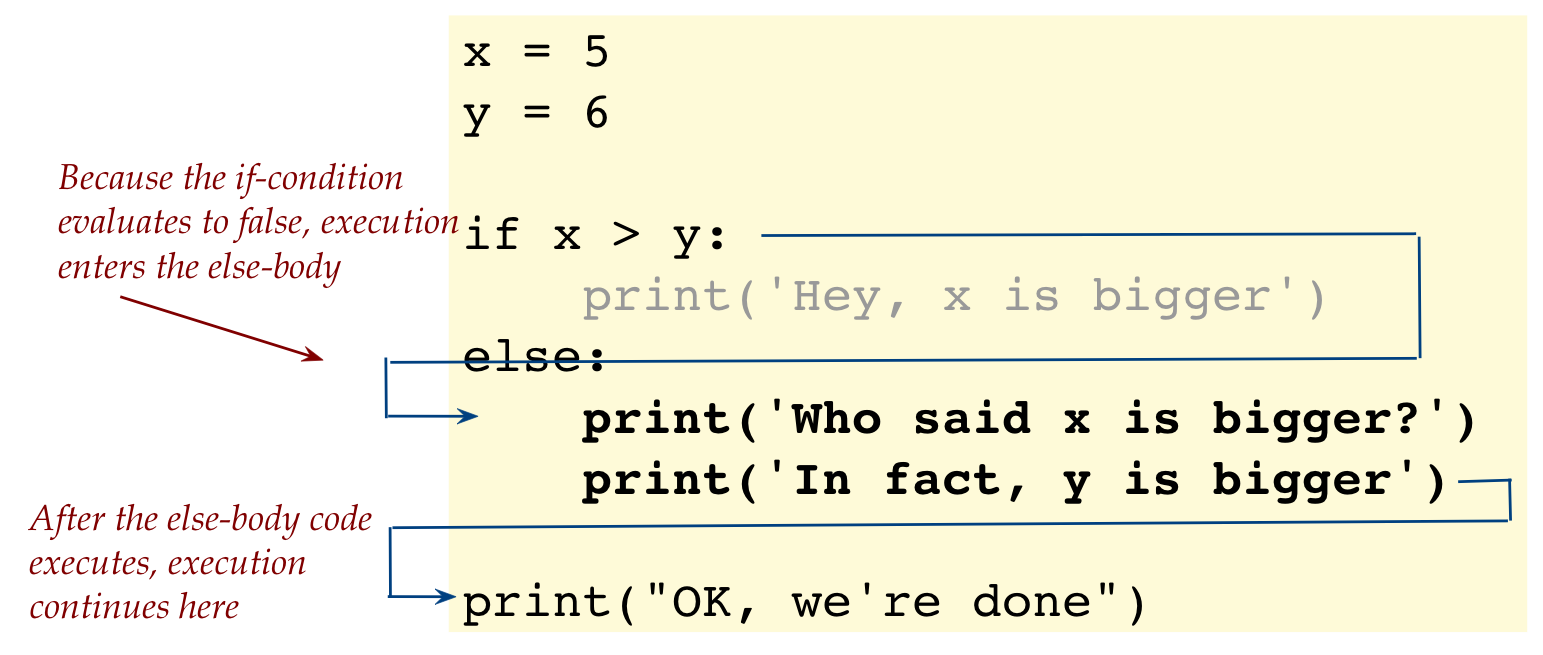 x = 5
y = 6
Because the if-condition
evaluates to false, execution
enters the else-body
if x > y:
print('Hey, x is bigger')
else:
print('Who said x is bigger?')
print('In fact, y is bigger')
After the else-body code
executes, execution
continues here
print("OK, we're done")